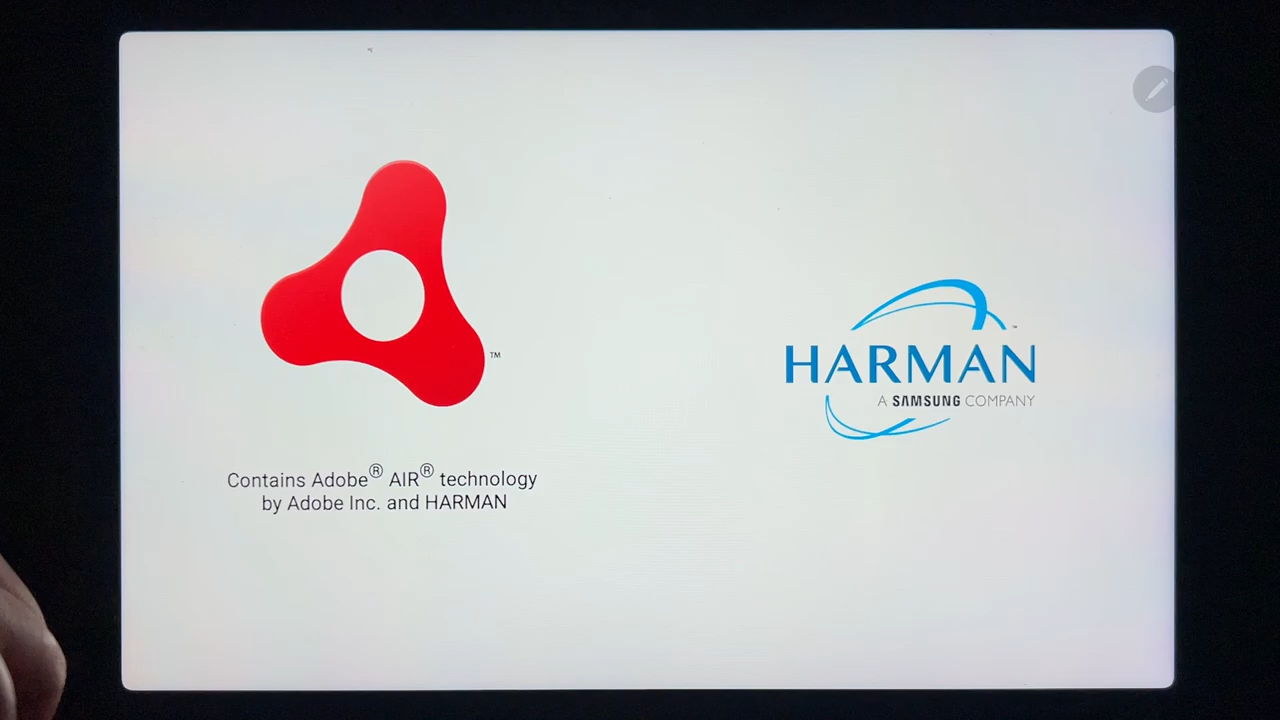 TM
Contains Adobe® AIR® technology
by Adobe Inc. and HARMAN
HARMAN
A SAMSUNG COMPANY